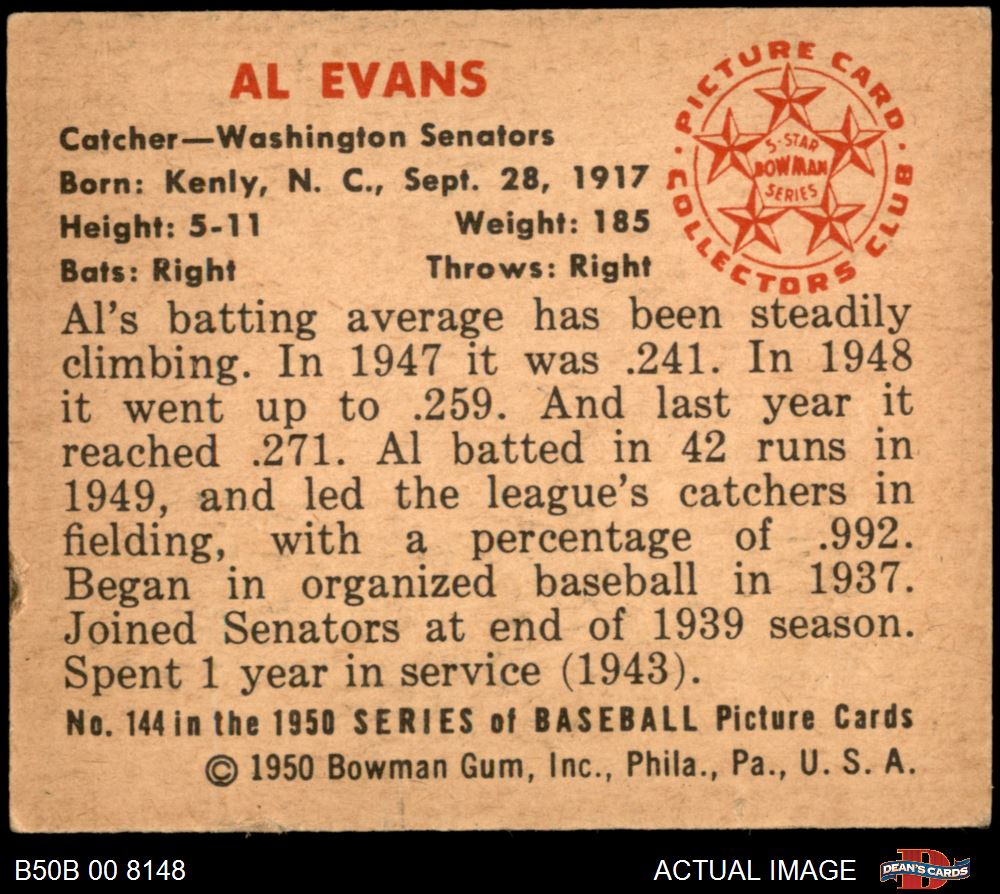 AL EVANS
Catcher—Washington Senators
Born: Kenly, N. C., Sept. 28, 1917
Height: 5-11 Weight: 185
Bats: Right Throws: Right
PICTURE CARD
COLLECTORS CLUB
5-STAR
BOWMAN
SERIES
Al's batting average has been steadily
climbing. In 1947 it was .241. In 1948
it went up to .259. And last year it
reached .271. Al batted in 42 runs in
1949, and led the league's catchers in
fielding, with a percentage of .992.
Began in organized baseball in 1937.
Joined Senators at end of 1939 season.
Spent 1 year in service (1943).
No. 144 in the 1950 SERIES of BASEBALL Picture Cards
© 1950 Bowman Gum, Inc., Phila., Pa., U. S. A.
B50B 00 8148 ACTUAL IMAGE DEAN'S CARDS